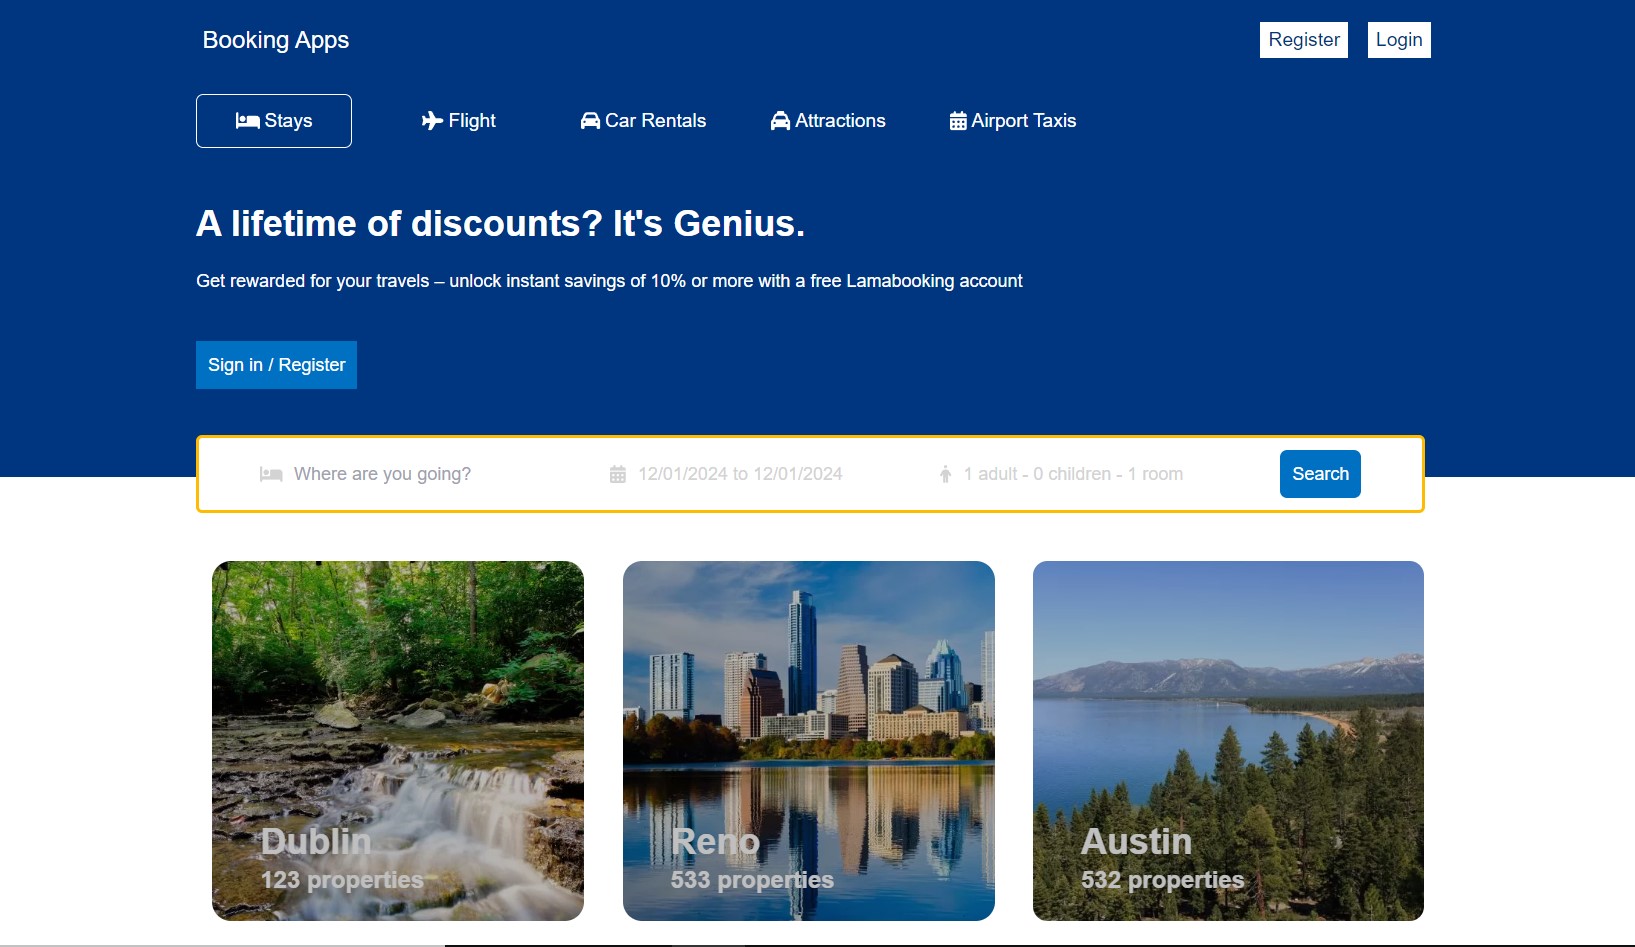 Booking Apps
Register
Login
Stays
Flight
Car Rentals
Attractions
Airport Taxis
A lifetime of discounts? It's Genius.
Get rewarded for your travels – unlock instant savings of 10% or more with a free Lamabooking account
Sign in / Register
Where are you going?
12/01/2024 to 12/01/2024
1 adult - 0 children - 1 room
Search
Dublin
123 properties
Reno
533 properties
Austin
532 properties